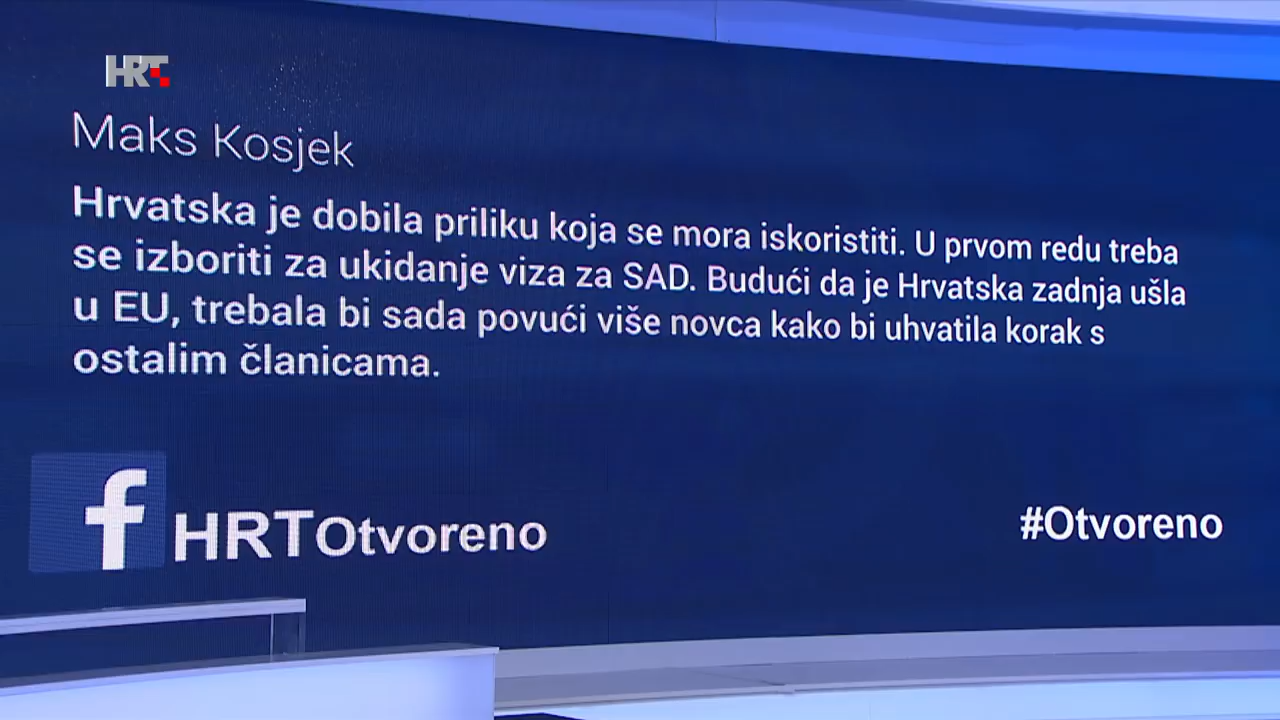 HRT
Maks Kosjek
Hrvatska je dobila priliku koja se mora iskoristiti. U prvom redu treba
se izboriti za ukidanje viza za SAD. Budući da je Hrvatska zadnja ušla
u EU, trebala bi sada povući više novca kako bi uhvatila korak s
ostalim članicama.
f HRTOtvoreno
#Otvoreno